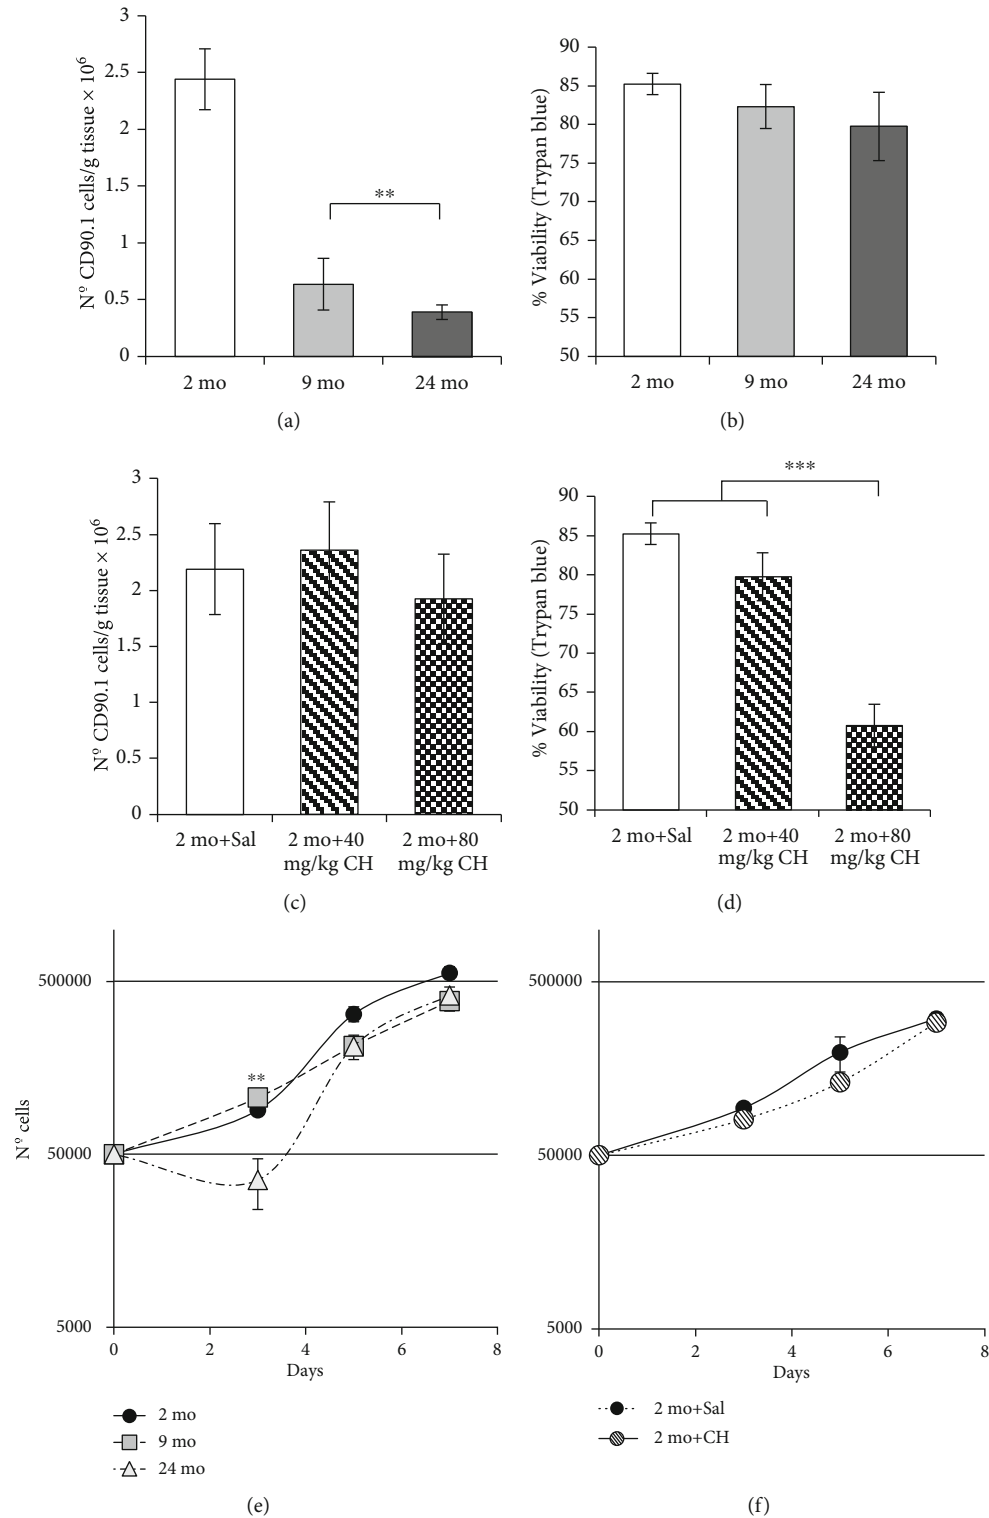 3
2.5
2
1.5
1
0.5
0
Nº CD90.1 cells/g tissue × 10⁶
**
2 mo 9 mo 24 mo
(a)
90
85
80
75
70
65
60
55
50
% Viability (Trypan blue)
2 mo 9 mo 24 mo
(b)
3
2.5
2
1.5
1
0.5
0
Nº CD90.1 cells/g tissue × 10⁶
2 mo+Sal 2 mo+40 2 mo+80
mg/kg CH mg/kg CH
(c)
***
90
85
80
75
70
65
60
55
50
% Viability (Trypan blue)
2 mo+Sal 2 mo+40 2 mo+80
mg/kg CH mg/kg CH
(d)
500000
50000
5000
Nº cells
**
0 2 4 6 8
Days
2 mo
9 mo
24 mo
(e)
500000
50000
5000
0 2 4 6 8
Days
2 mo+Sal
2 mo+CH
(f)